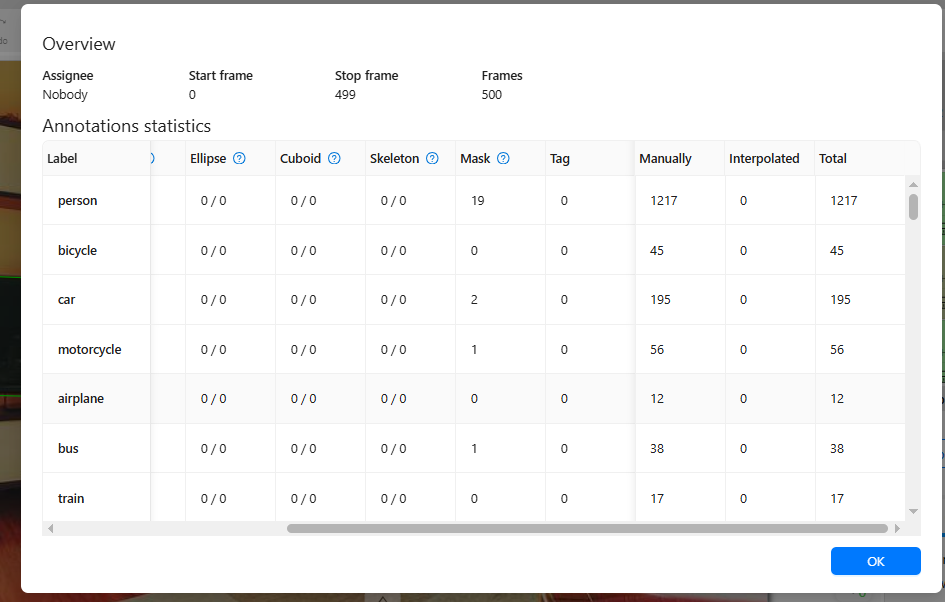 Overview
Assignee Start frame Stop frame Frames
Nobody 0 499 500
Annotations statistics
Label Ellipse Cuboid Skeleton Mask Tag Manually Interpolated Total
person 0 / 0 0 / 0 0 / 0 19 0 1217 0 1217
bicycle 0 / 0 0 / 0 0 / 0 0 0 45 0 45
car 0 / 0 0 / 0 0 / 0 2 0 195 0 195
motorcycle 0 / 0 0 / 0 0 / 0 1 0 56 0 56
airplane 0 / 0 0 / 0 0 / 0 0 0 12 0 12
bus 0 / 0 0 / 0 0 / 0 1 0 38 0 38
train 0 / 0 0 / 0 0 / 0 0 0 17 0 17
OK